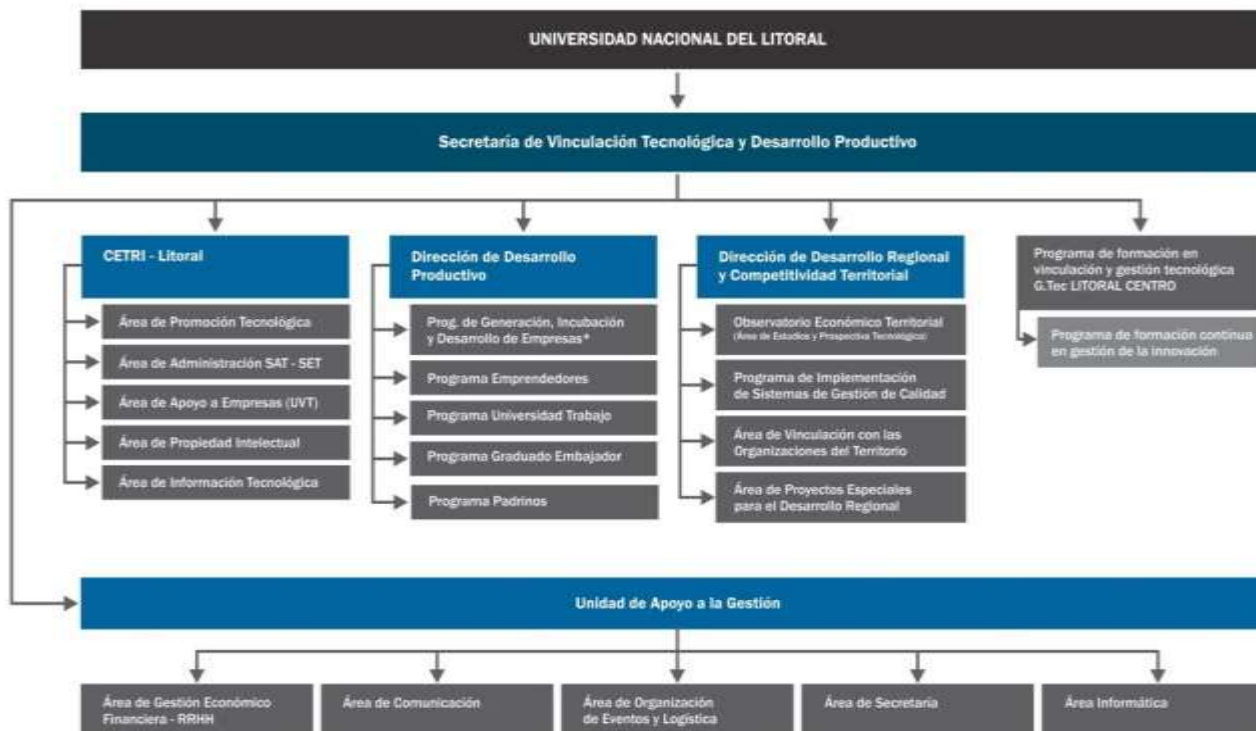 UNIVERSIDAD NACIONAL DEL LITORAL
Secretaría de Vinculación Tecnológica y Desarrollo Productivo
CETRI - Litoral
Área de Promoción Tecnológica
Área de Administración SAT - SET
Área de Apoyo a Empresas (UVT)
Área de Propiedad Intelectual
Área de Información Tecnológica
Dirección de Desarrollo
Productivo
Prog. de Generación, Incubación
y Desarrollo de Empresas*
Programa Emprendedores
Programa Universidad Trabajo
Programa Graduado Embajador
Programa Padrinos
Dirección de Desarrollo Regional
y Competitividad Territorial
Observatorio Económico Territorial
(Área de Estudios y Prospectiva Tecnológica)
Programa de Implementación
de Sistemas de Gestión de Calidad
Área de Vinculación con las
Organizaciones del Territorio
Área de Proyectos Especiales
para el Desarrollo Regional
Programa de formación en
vinculación y gestión tecnológica
G.Tec LITORAL CENTRO
Programa de formación contínua
en gestión de la innovación
Unidad de Apoyo a la Gestión
Área de Gestión Económico
Financiera - RRHH
Área de Comunicación
Área de Organización
de Eventos y Logística
Área de Secretaría
Área Informática